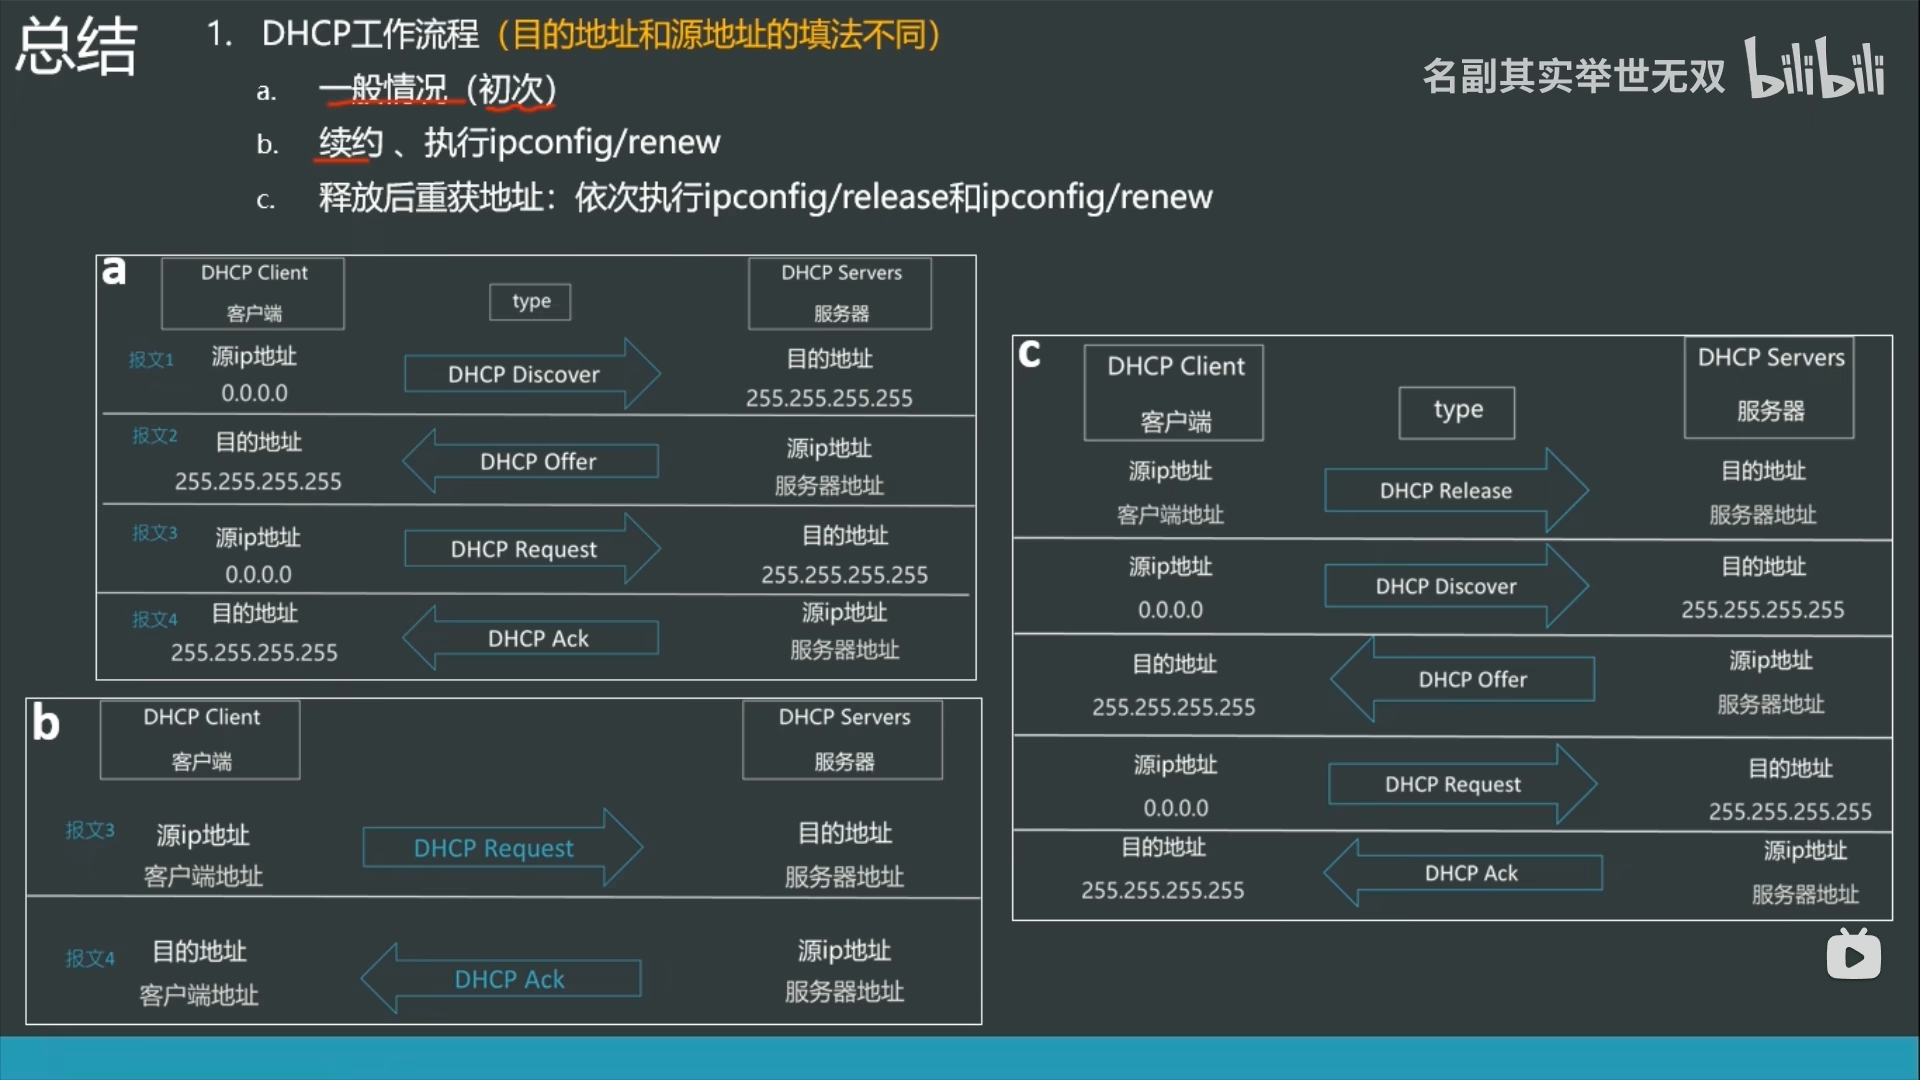 总结
1. DHCP工作流程（目的地址和源地址的填法不同）
a. 一般情况（初次）
b. 续约 、执行ipconfig/renew
c. 释放后重获地址：依次执行ipconfig/release和ipconfig/renew
名副其实举世无双 bilibili
a
DHCP Client
客户端
type
DHCP Servers
服务器
报文1
源ip地址
0.0.0.0
DHCP Discover
目的地址
255.255.255.255
报文2
目的地址
255.255.255.255
DHCP Offer
源ip地址
服务器地址
报文3
源ip地址
0.0.0.0
DHCP Request
目的地址
255.255.255.255
报文4
目的地址
255.255.255.255
DHCP Ack
源ip地址
服务器地址
b
DHCP Client
客户端
DHCP Servers
服务器
报文3
源ip地址
客户端地址
DHCP Request
目的地址
服务器地址
报文4
目的地址
客户端地址
DHCP Ack
源ip地址
服务器地址
c
DHCP Client
客户端
type
DHCP Servers
服务器
源ip地址
客户端地址
DHCP Release
目的地址
服务器地址
源ip地址
0.0.0.0
DHCP Discover
目的地址
255.255.255.255
目的地址
255.255.255.255
DHCP Offer
源ip地址
服务器地址
源ip地址
0.0.0.0
DHCP Request
目的地址
255.255.255.255
目的地址
255.255.255.255
DHCP Ack
源ip地址
服务器地址